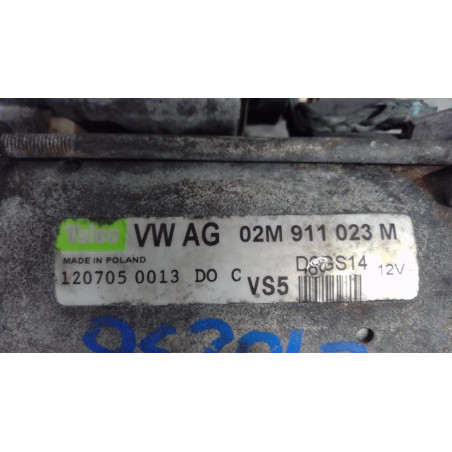 Valeo VW AG 02M 911 023 M
MADE IN POLAND
120705 0013 DO C VS5 12V